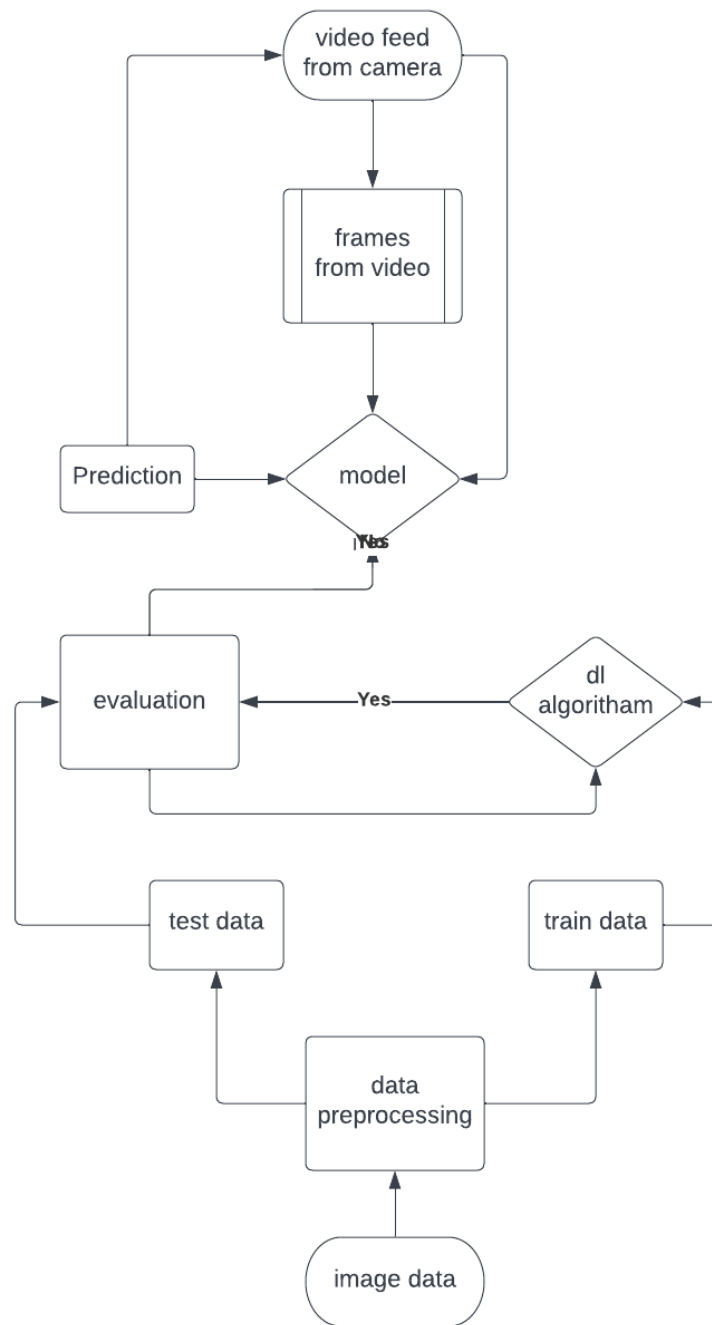 video feed
from camera
frames
from video
Prediction
model
evaluation
Yes
dl
algoritham
test data
train data
data
preprocessing
image data